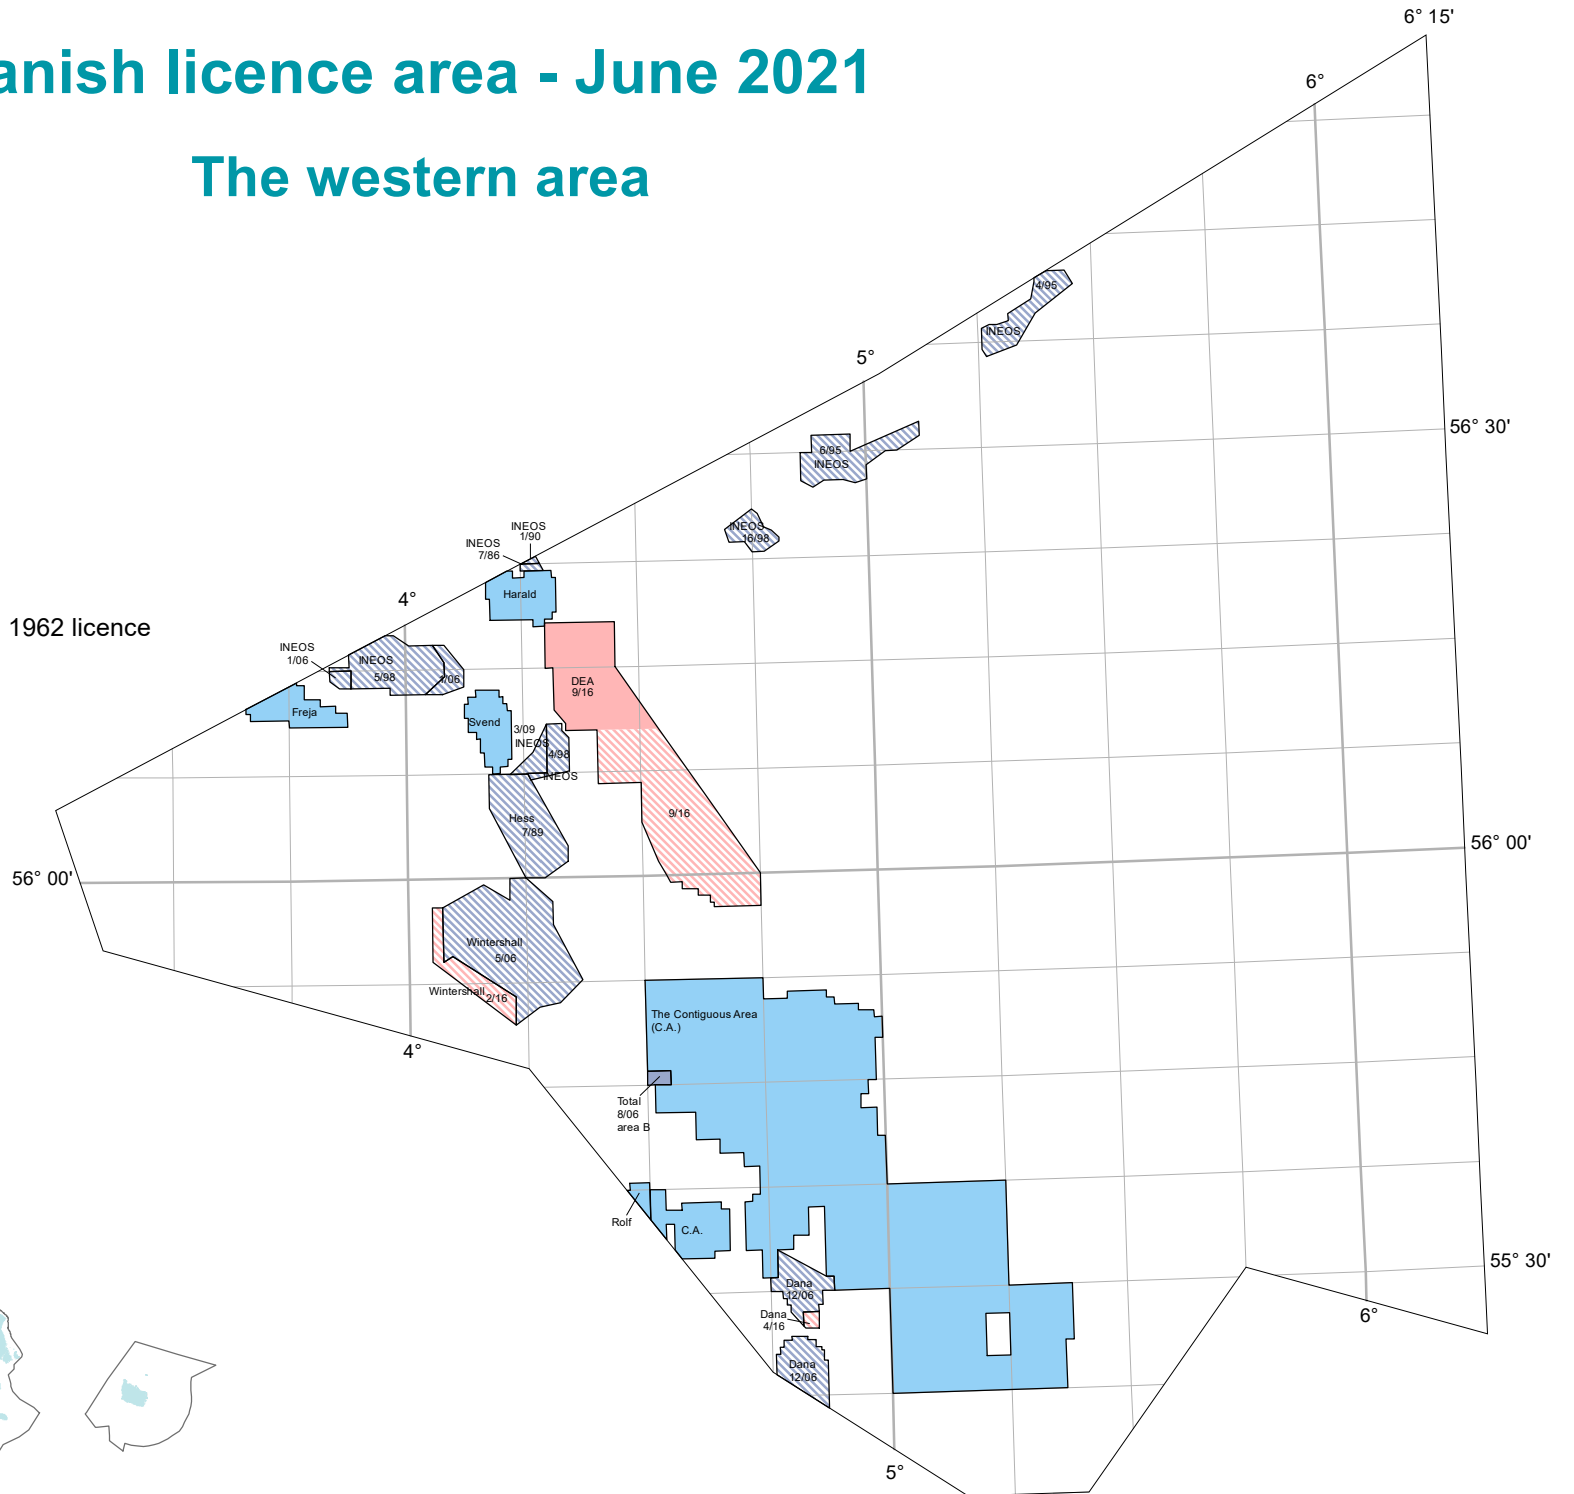 anish licence area - June 2021
The western area
6° 15'
6°
4/95
INEOS
5°
56° 30'
6/95
INEOS
INEOS
16/98
INEOS
1/90
INEOS
7/86
Harald
4°
1962 licence
INEOS
1/06
INEOS
5/98
1/06
DEA
9/16
Freja
Svend
3/09
INEOS
4/98
INEOS
9/16
Hess
7/89
56° 00'
56° 00'
Wintershall
5/06
Wintershall
2/16
The Contiguous Area
(C.A.)
4°
Total
8/06
area B
Rolf
C.A.
55° 30'
Dana
12/06
Dana
4/16
6°
Dana
12/06
5°